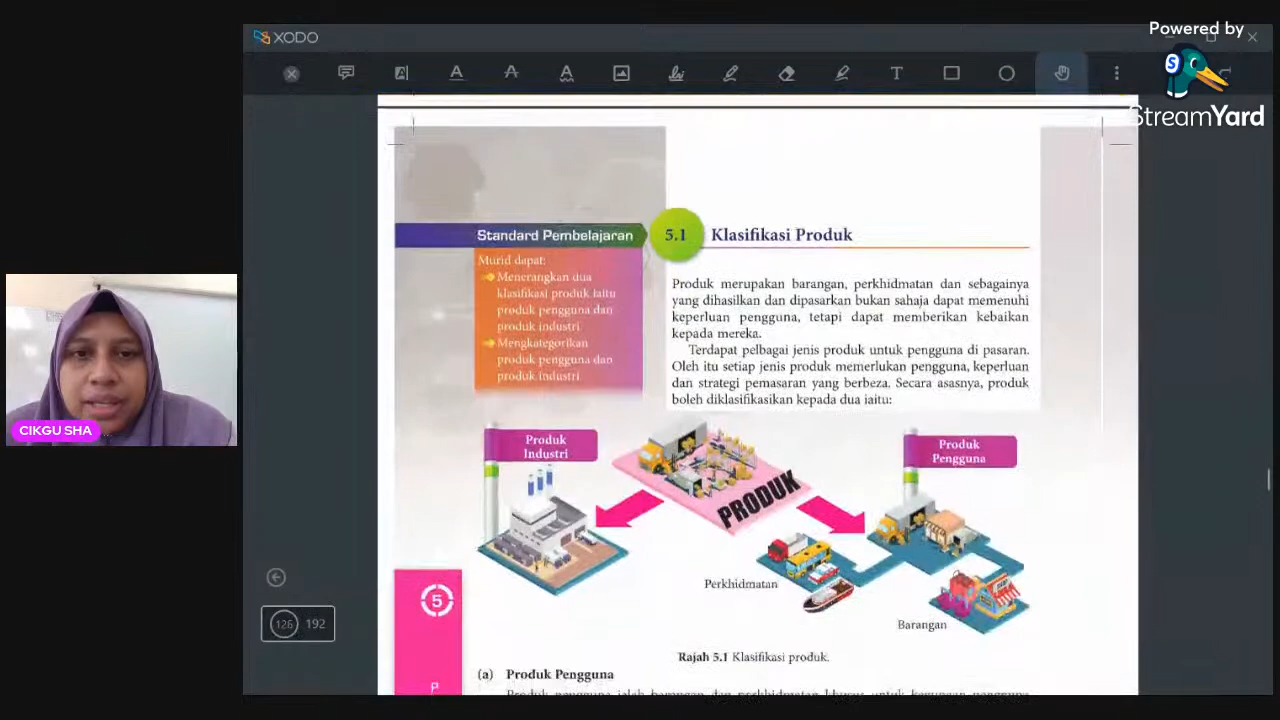 XODO
Powered by
StreamYard
Standard Pembelajaran
5.1 Klasifikasi Produk
Murid dapat:
Menerangkan dua
klasifikasi produk iaitu
produk pengguna dan
produk industri
Mengkategorikan
produk pengguna dan
produk industri
Produk merupakan barangan, perkhidmatan dan sebagainya
yang dihasilkan dan dipasarkan bukan sahaja dapat memenuhi
keperluan pengguna, tetapi dapat memberikan kebaikan
kepada mereka.
Terdapat pelbagai jenis produk untuk pengguna di pasaran.
Oleh itu setiap jenis produk memerlukan pengguna, keperluan
dan strategi pemasaran yang berbeza. Secara asasnya, produk
boleh diklasifikasikan kepada dua iaitu:
CIKGU SHA
Produk
Industri
PRODUK
Produk
Pengguna
Perkhidmatan
Barangan
5
126 192
Rajah 5.1 Klasifikasi produk.
(a) Produk Pengguna
P